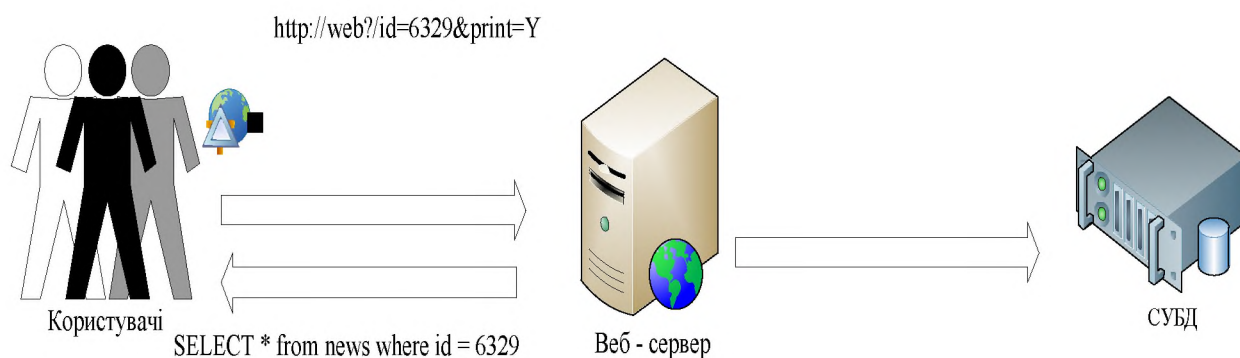 http://web?/id=6329&print=Y
Користувачі
SELECT * from news where id = 6329
Веб - сервер
СУБД